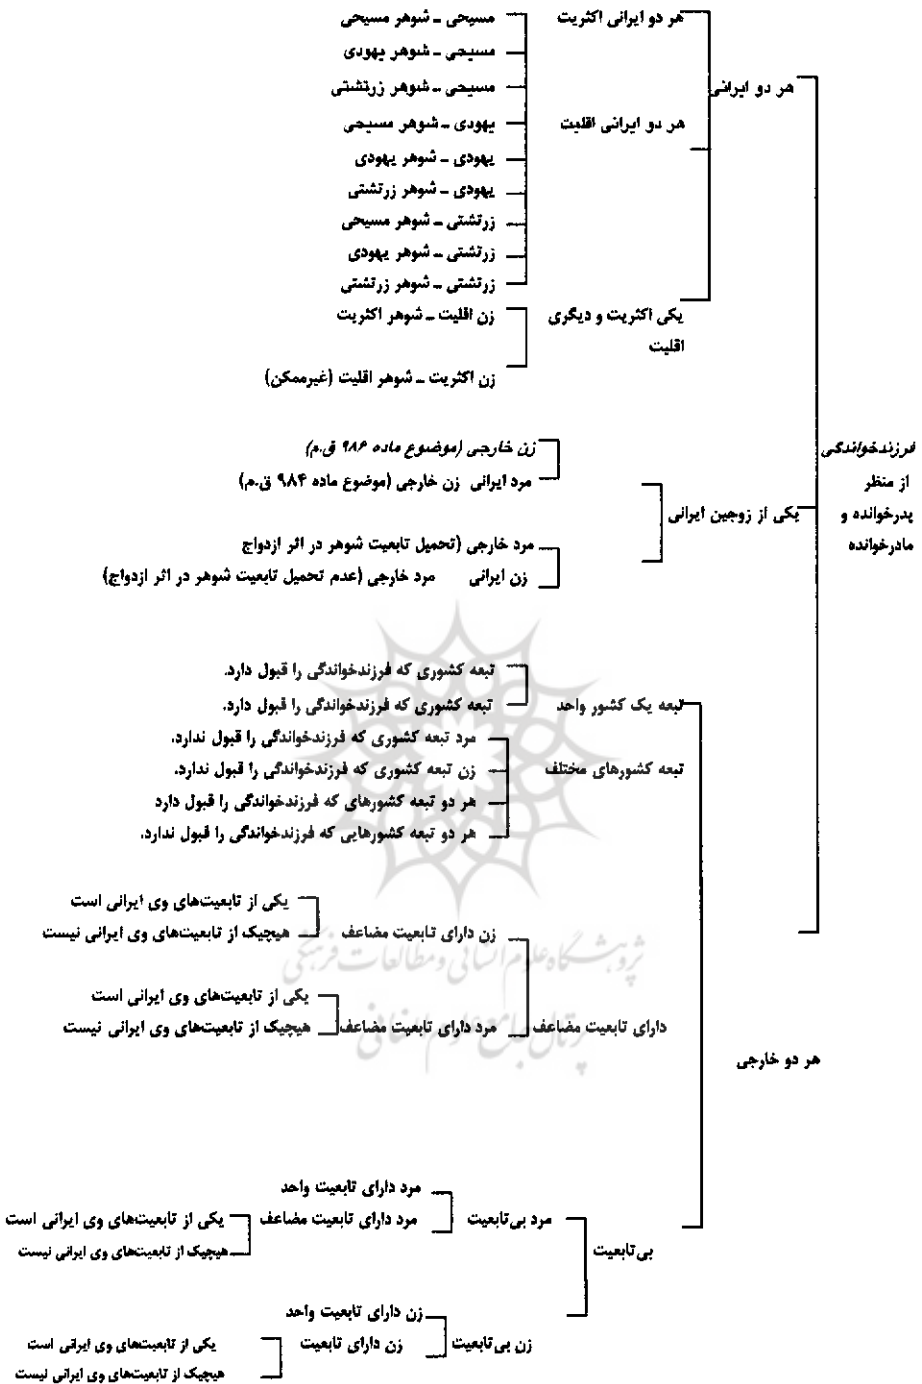 هر دو ایرانی اکثریت
مسیحی ـ شوهر مسیحی
مسیحی ـ شوهر یهودی
هر دو ایرانی
مسیحی ـ شوهر زرتشتی
هر دو ایرانی اقلیت
یهودی ـ شوهر مسیحی
یهودی ـ شوهر یهودی
یهودی ـ شوهر زرتشتی
زرتشتی ـ شوهر مسیحی
زرتشتی ـ شوهر یهودی
زرتشتی ـ شوهر زرتشتی
یکی اکثریت و دیگری
اقلیت
زن اقلیت ـ شوهر اکثریت
زن اکثریت ـ شوهر اقلیت (غیرممکن)
فرزندخواندگی
از منظر
پدرخوانده و
مادرخوانده
یکی از زوجین ایرانی
زن خارجی (موضوع ماده ۹۸۶ ق.م)
مرد ایرانی زن خارجی (موضوع ماده ۹۸۴ ق.م)
مرد خارجی (تحمیل تابعیت شوهر در اثر ازدواج
زن ایرانی مرد خارجی (عدم تحمیل تابعیت شوهر در اثر ازدواج)
تبعه کشوری که فرزندخواندگی را قبول دارد.
تبعه یک کشور واحد
تبعه کشوری که فرزندخواندگی را قبول دارد.
مرد تبعه کشوری که فرزندخواندگی را قبول ندارد.
تبعه کشورهای مختلف
زن تبعه کشوری که فرزندخواندگی را قبول ندارد.
هر دو تبعه کشورهای که فرزندخواندگی را قبول دارد
هر دو تبعه کشورهایی که فرزندخواندگی را قبول ندارد.
یکی از تابعیت‌های وی ایرانی است
زن دارای تابعیت مضاعف
هیچیک از تابعیت‌های وی ایرانی نیست
پژوهشگاه علوم انسانی و مطالعات فرهنگی
یکی از تابعیت‌های وی ایرانی است
دارای تابعیت مضاعف
مرد دارای تابعیت مضاعف
هیچیک از تابعیت‌های وی ایرانی نیست
پرتال جامع علوم انسانی
هر دو خارجی
مرد دارای تابعیت واحد
مرد بی‌تابعیت
مرد دارای تابعیت مضاعف
یکی از تابعیت‌های وی ایرانی است
هیچیک از تابعیت‌های وی ایرانی نیست
بی‌تابعیت
زن دارای تابعیت واحد
زن بی‌تابعیت
زن دارای تابعیت
یکی از تابعیت‌های وی ایرانی است
هیچیک از تابعیت‌های وی ایرانی نیست